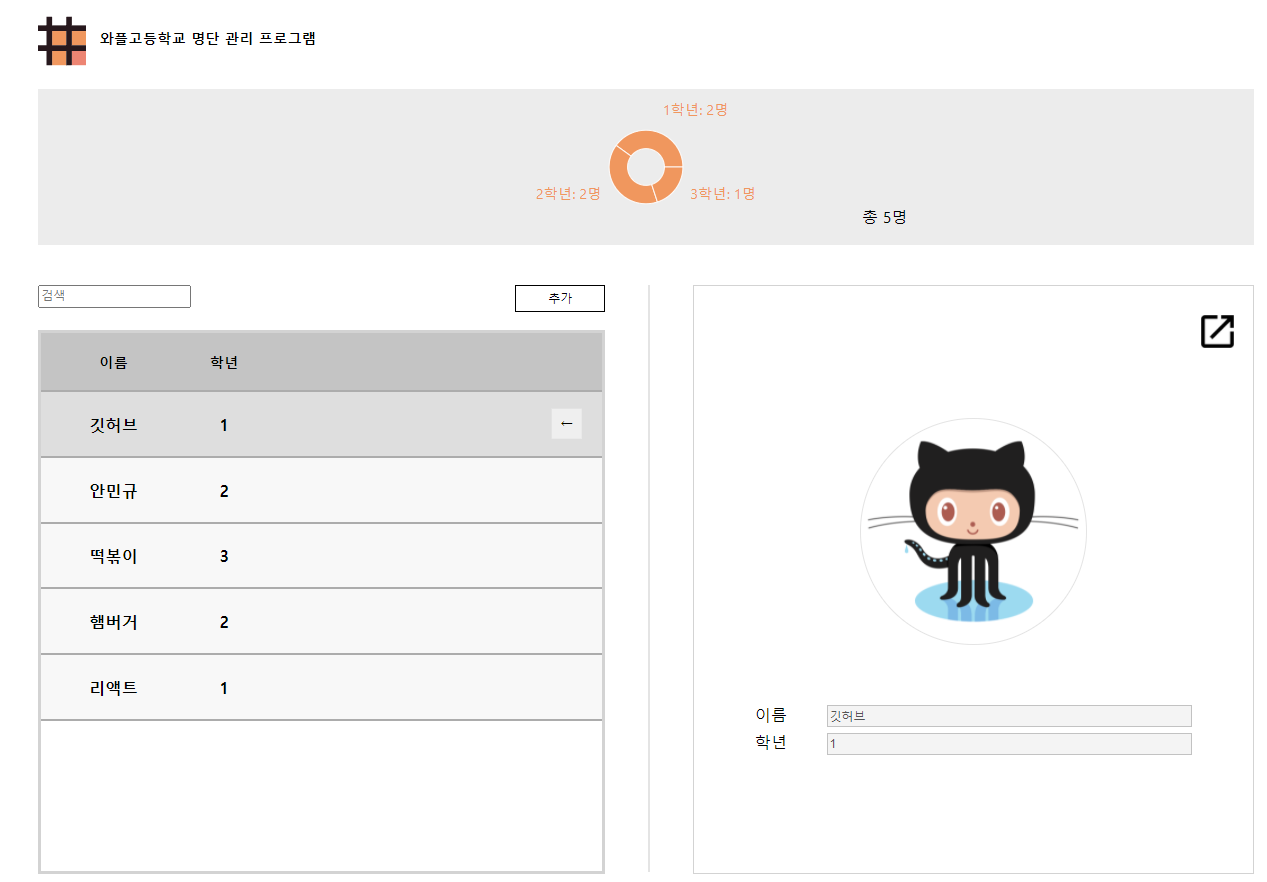 와플고등학교 명단 관리 프로그램
1학년: 2명
2학년: 2명
3학년: 1명
총 5명
검색
추가
이름 학년
깃허브 1 ←
안민규 2
떡볶이 3
햄버거 2
리액트 1
이름 깃허브
학년 1